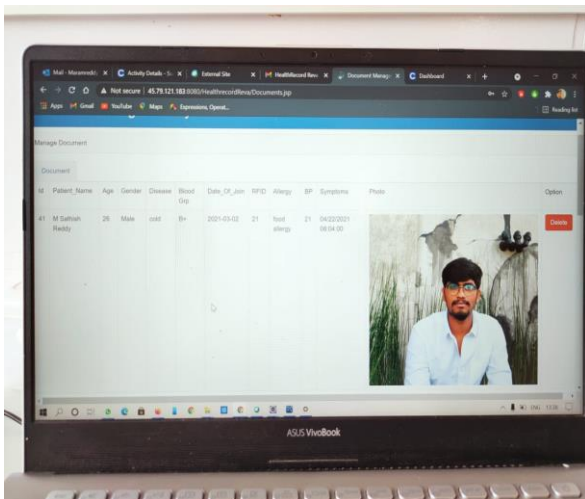 Mail - Maramreddi
Activity Details - S
External Site
HealthRecord Reva
Document Manage
Dashboard
Not secure | 45.79.121.183:8080/HealthrecordReva/Documents.jsp
Apps Gmail YouTube Maps Expressions, Operat... Reading list
Manage Document
Document
Id Patient_Name Age Gender Disease Blood Grp Date_Of_Join RFID Allergy BP Symptoms Photo Option
41 M Sathish Reddy 26 Male cold B+ 2021-03-02 21 food allergy 21 04/22/2021 08:04:00 Delete
ENG
ASUS VivoBook